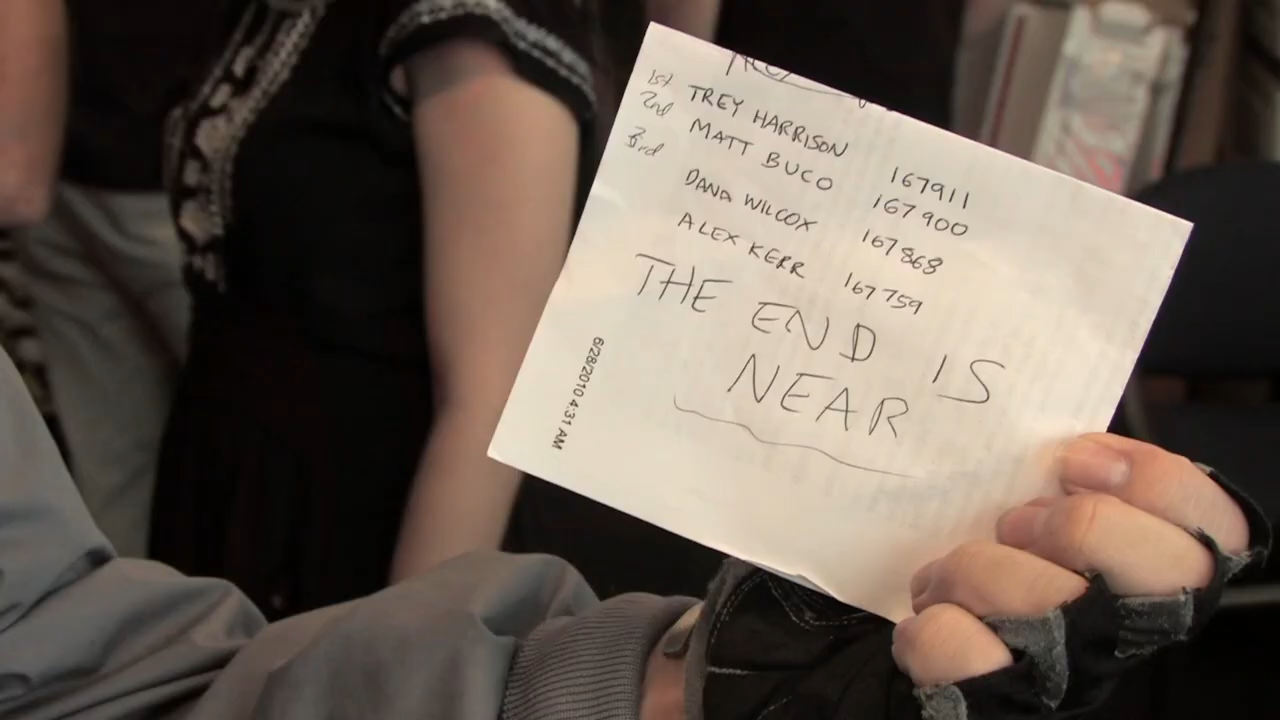 1st TREY HARRISON 167911
2nd MATT BUCO 167900
3rd DANA WILCOX 167868
ALEX KERR 167759
THE END IS
NEAR
6/28/2010 4:31 AM